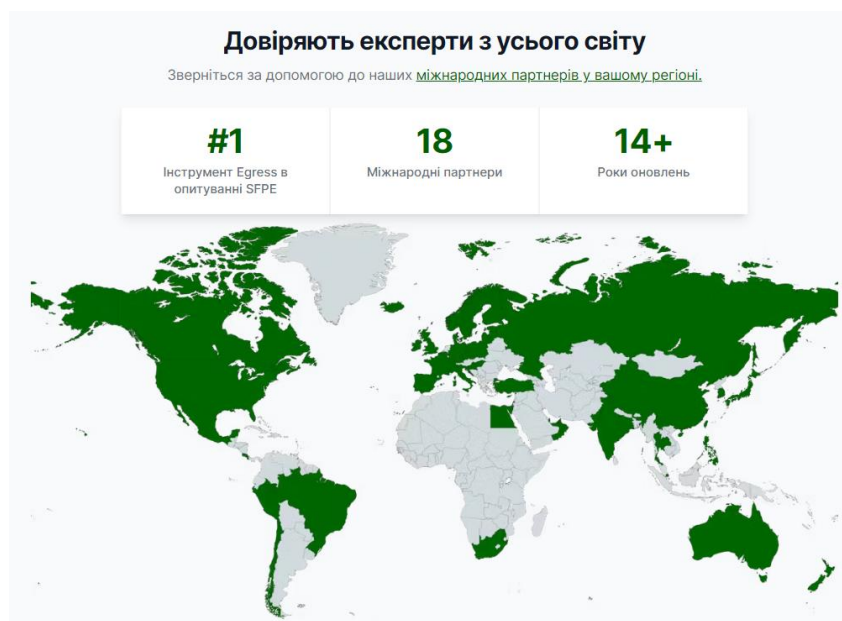 Довіряють експерти з усього світу
Зверніться за допомогою до наших міжнародних партнерів у вашому регіоні.
#1
Інструмент Egress в
опитуванні SFPE
18
Міжнародні партнери
14+
Роки оновлень